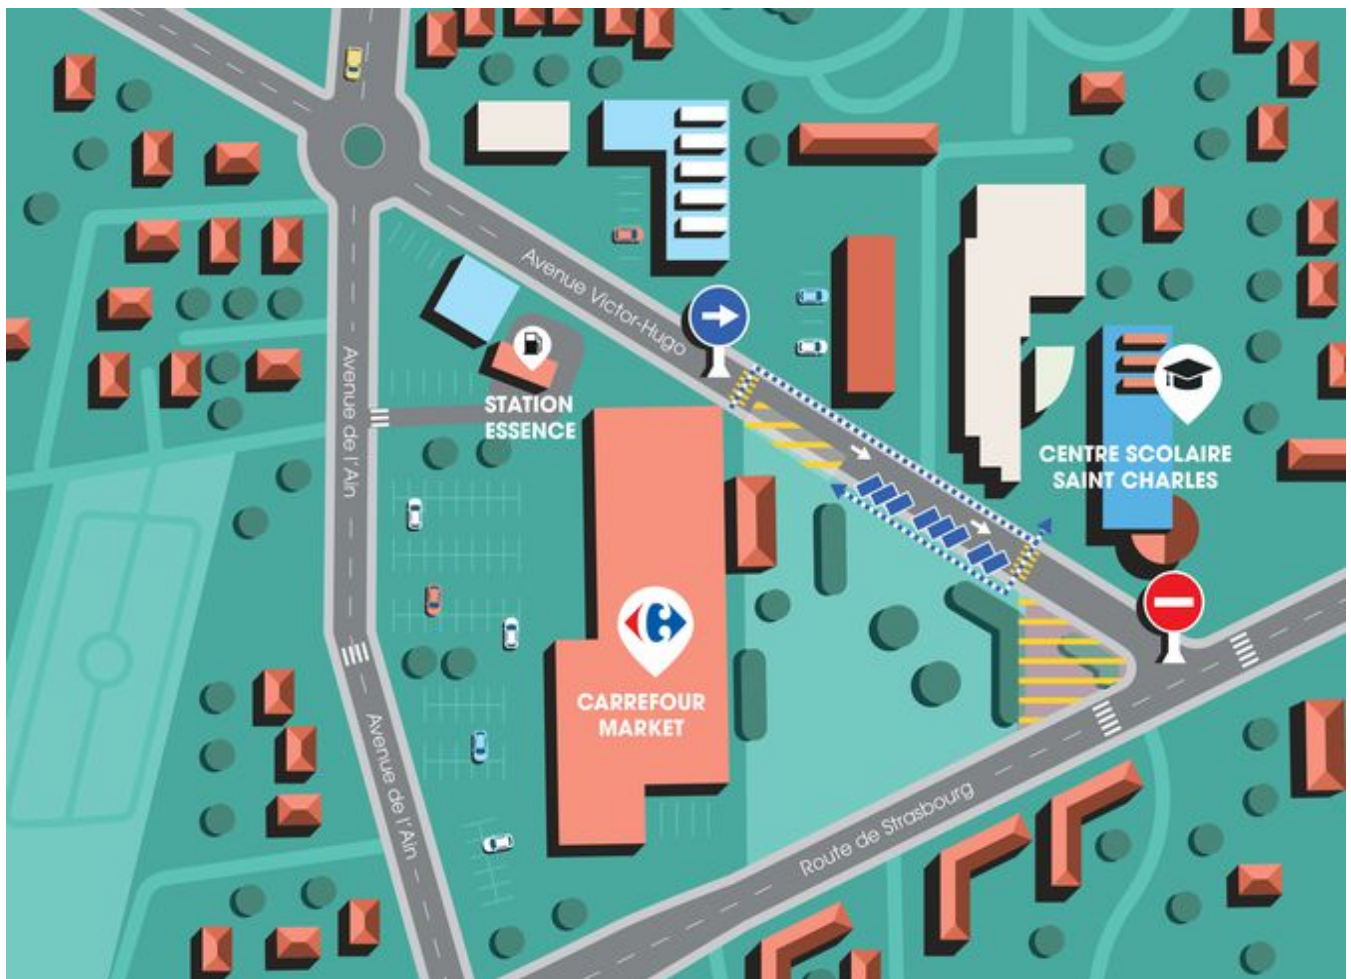 Avenue Victor-Hugo
STATION
ESSENCE
Avenue de l'Ain
CENTRE SCOLAIRE
SAINT CHARLES
CARREFOUR
MARKET
Avenue de l'Ain
Route de Strasbourg